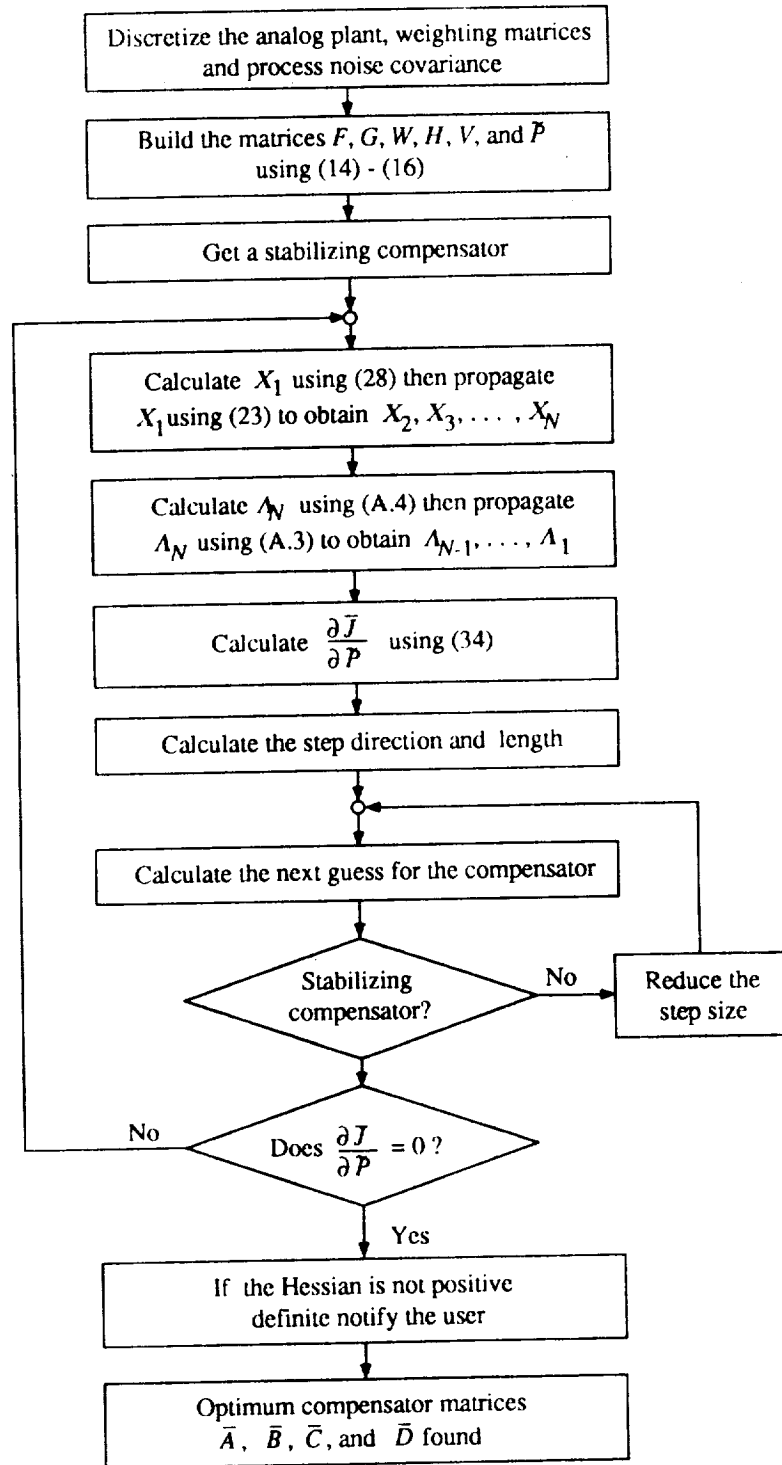 Discretize the analog plant, weighting matrices
and process noise covariance
Build the matrices F, G, W, H, V, and P̃
using (14) - (16)
Get a stabilizing compensator
Calculate X₁ using (28) then propagate
X₁ using (23) to obtain X₂, X₃, . . . , X_N
Calculate Λ_N using (A.4) then propagate
Λ_N using (A.3) to obtain Λ_N-1, . . . , Λ₁
Calculate ∂J̄/∂P̃ using (34)
Calculate the step direction and length
Calculate the next guess for the compensator
Stabilizing
compensator?
No
Reduce the
step size
No
Does ∂J̄/∂P̃ = 0 ?
Yes
If the Hessian is not positive
definite notify the user
Optimum compensator matrices
Ā, B̄, C̄, and D̄ found